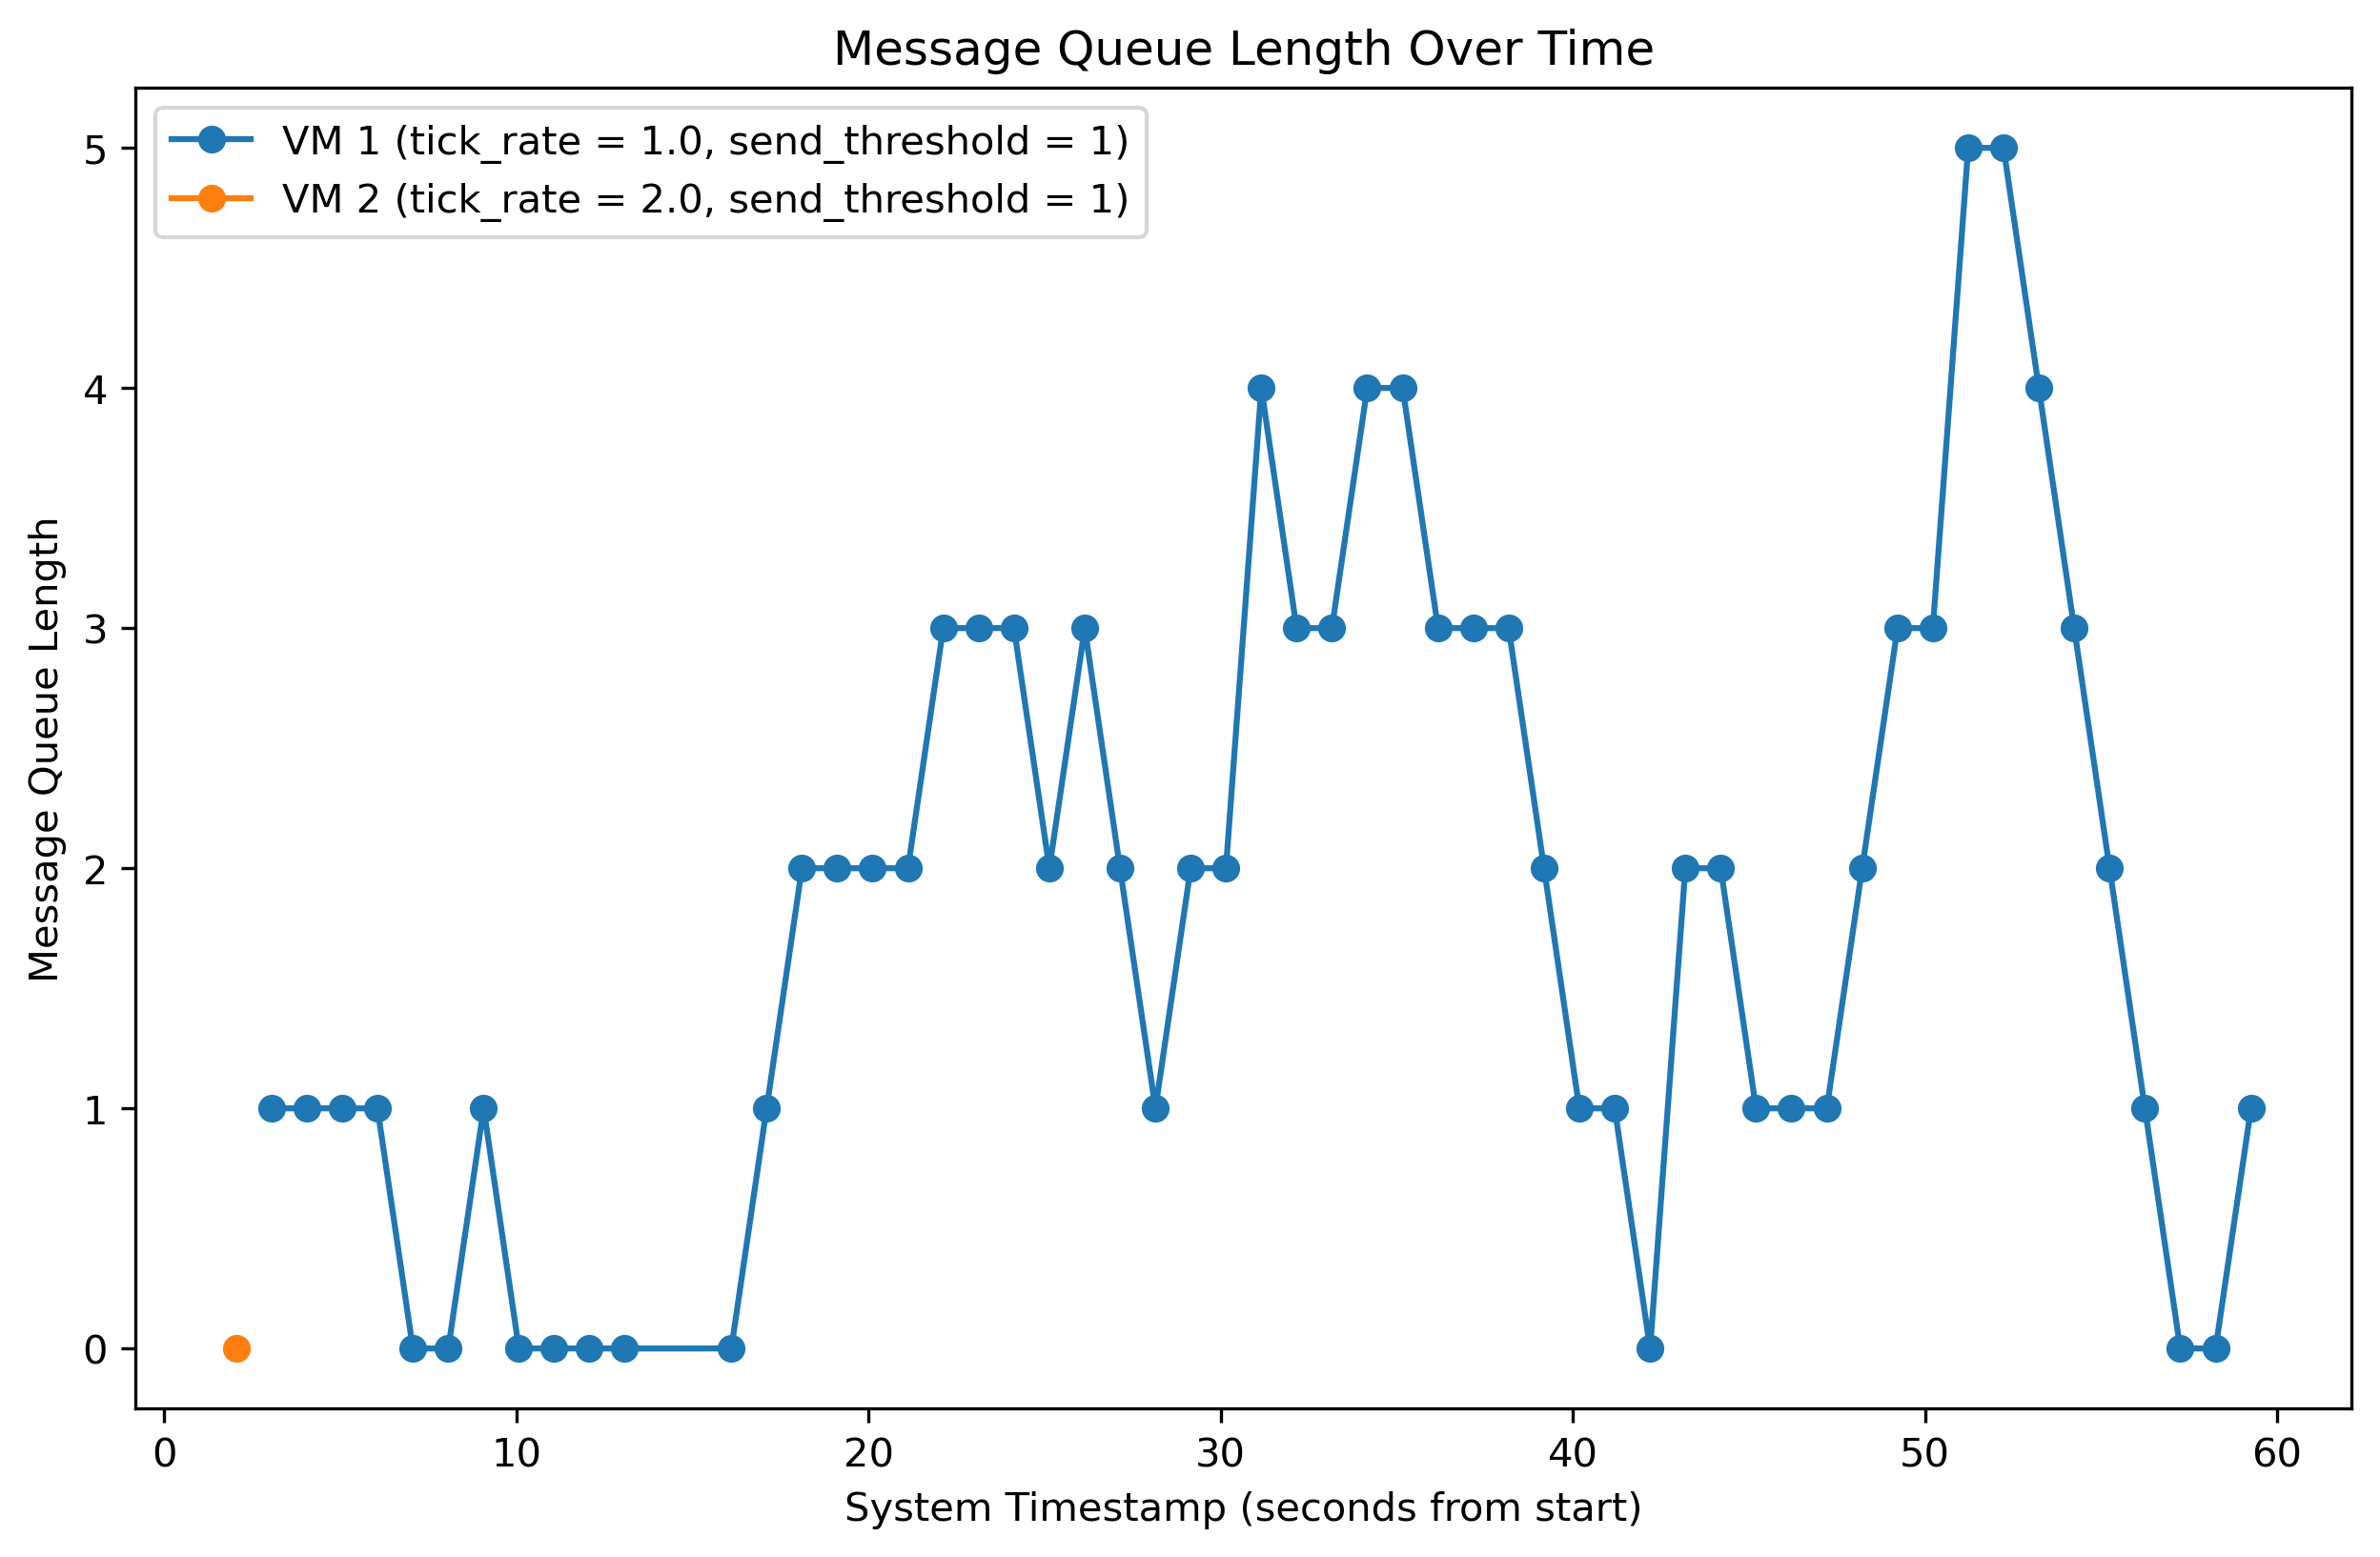 Message Queue Length Over Time
VM 1 (tick_rate = 1.0, send_threshold = 1)
VM 2 (tick_rate = 2.0, send_threshold = 1)
Message Queue Length
5
4
3
2
1
0
0 10 20 30 40 50 60
System Timestamp (seconds from start)